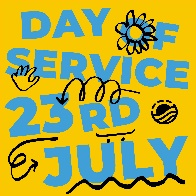 DAY OF
SERVICE
23RD
JULY